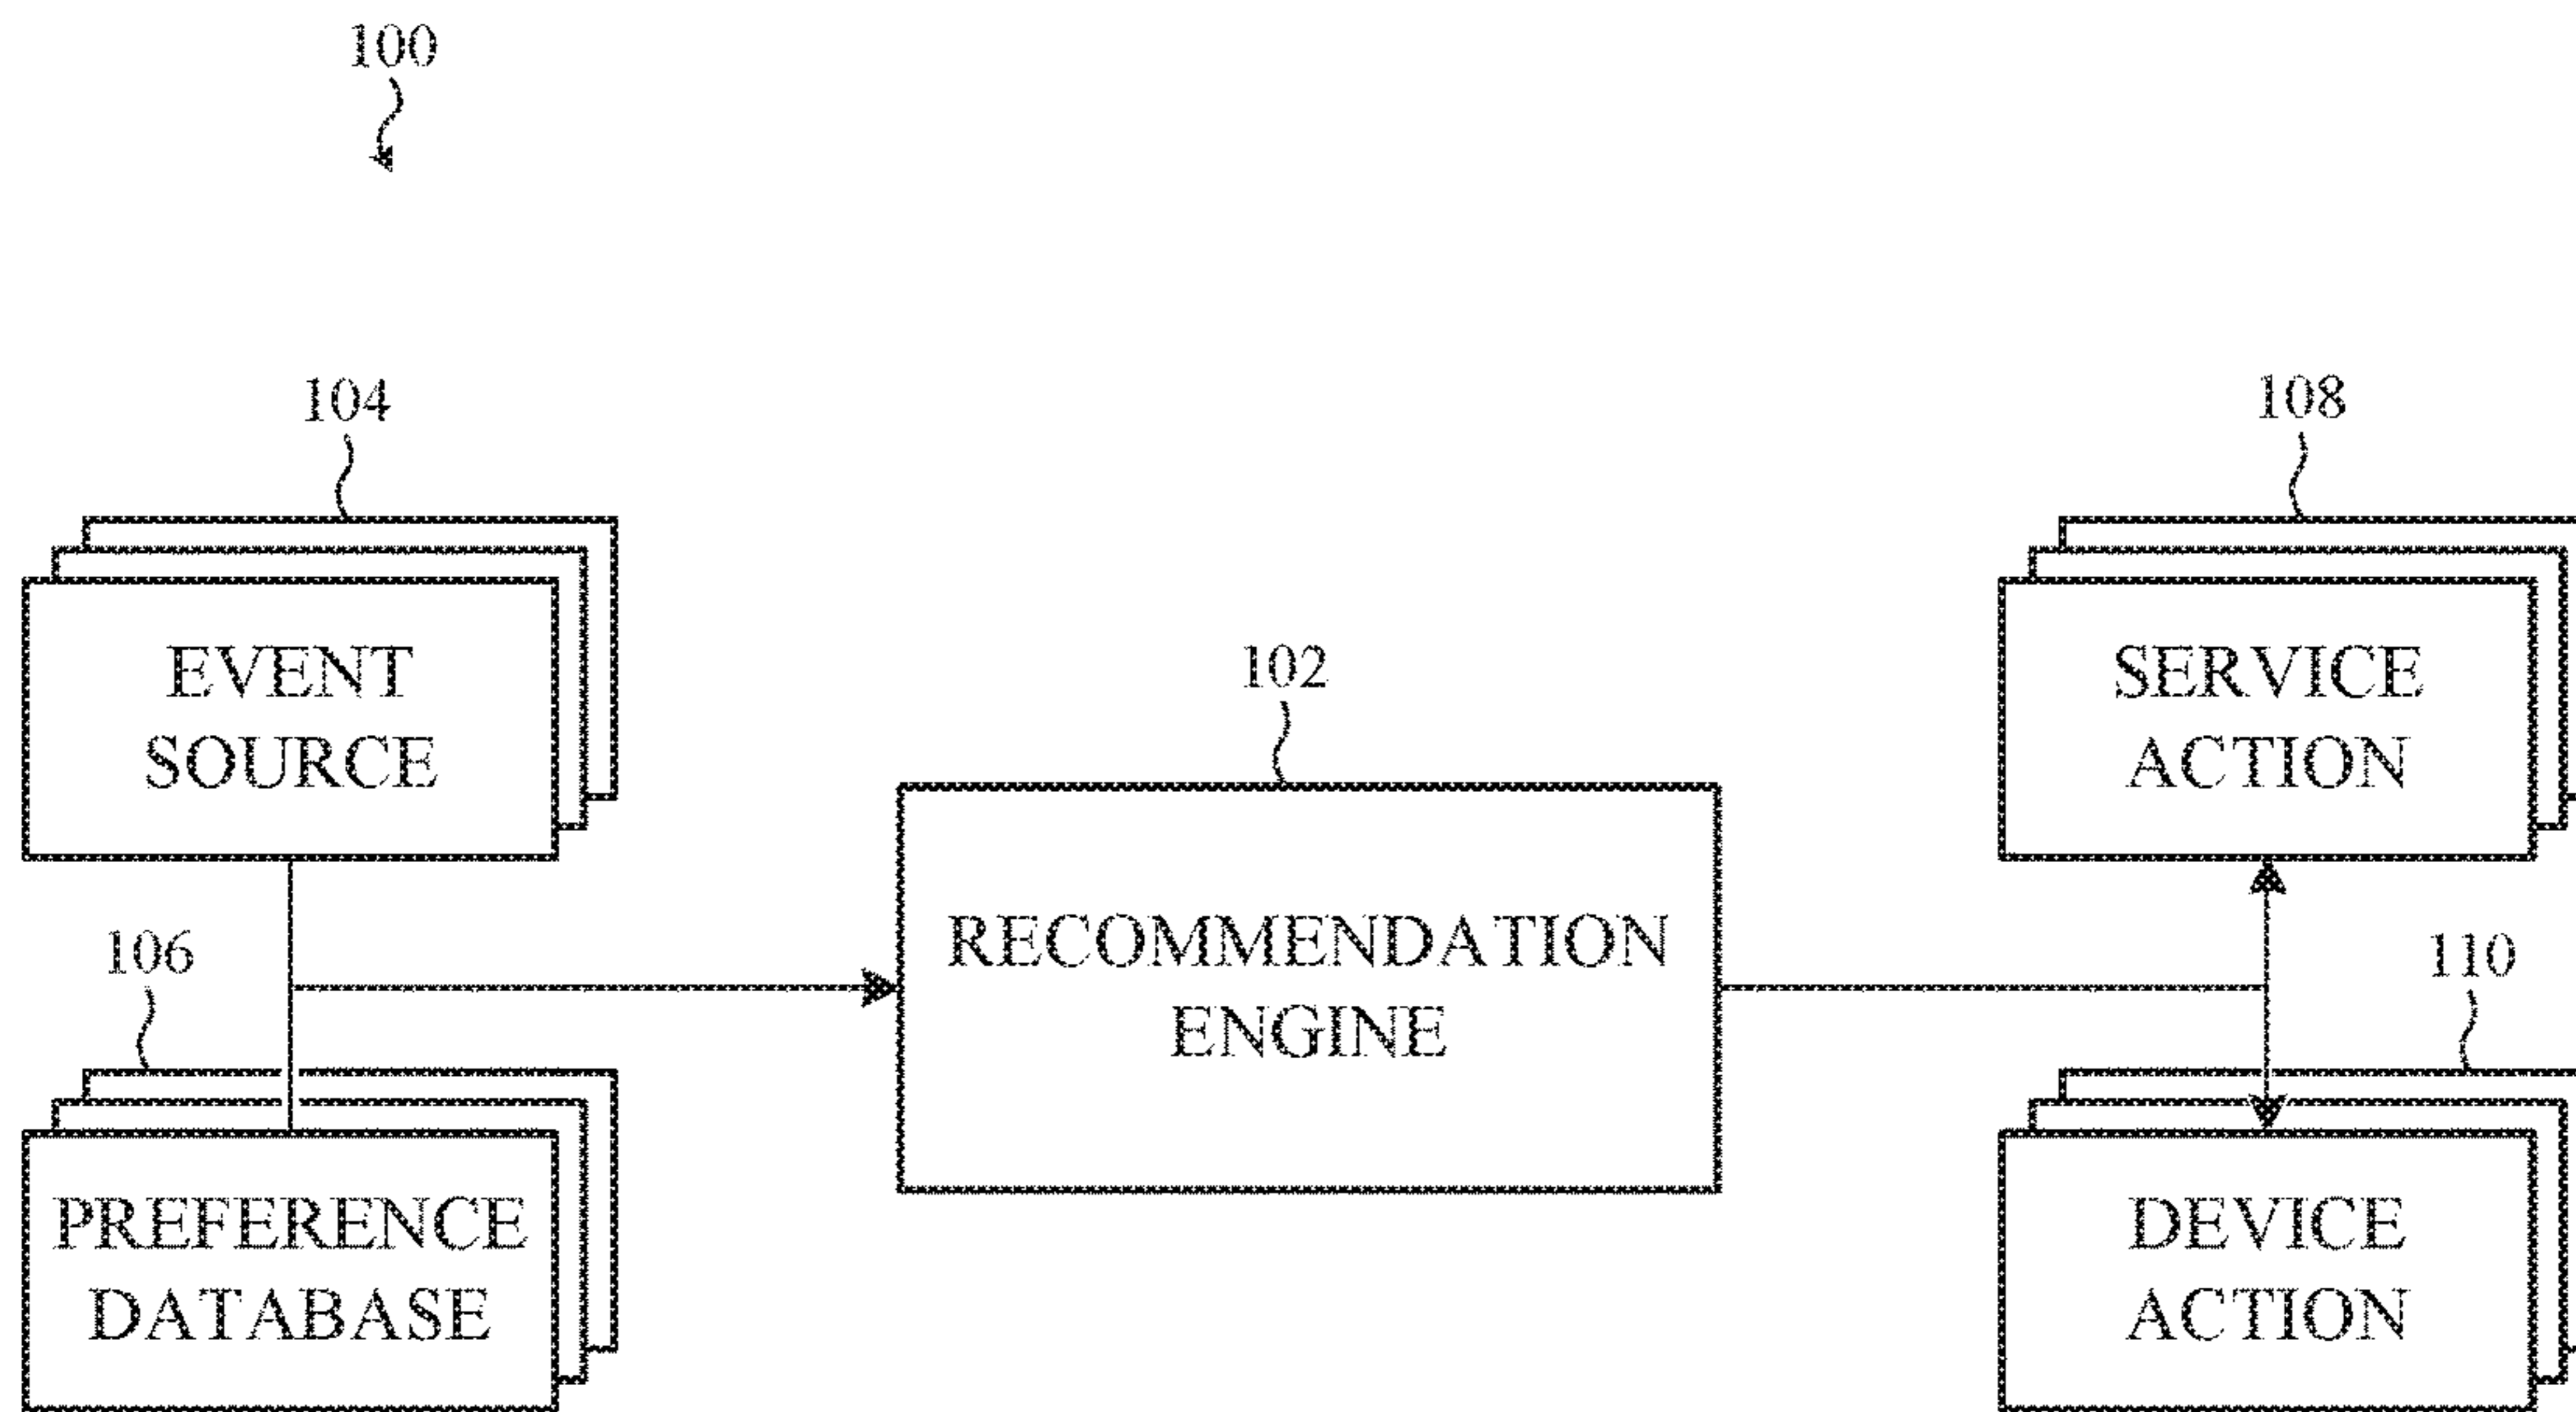 100
104
EVENT
SOURCE
106
PREFERENCE
DATABASE
102
RECOMMENDATION
ENGINE
108
SERVICE
ACTION
110
DEVICE
ACTION